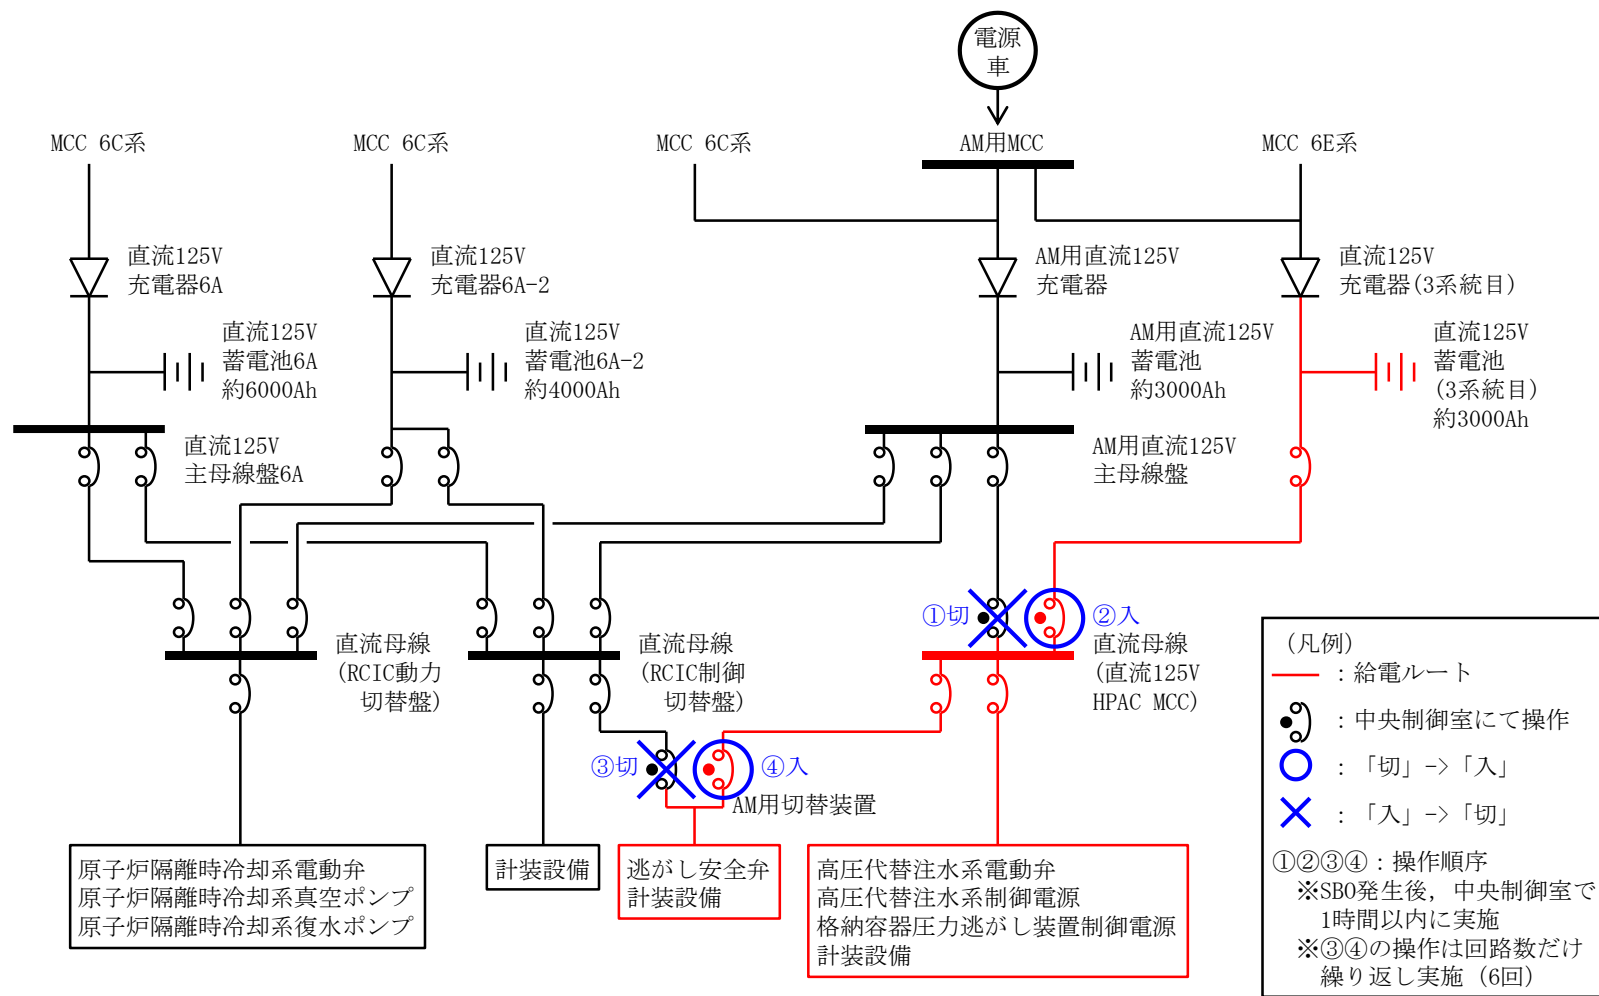 電源
車
MCC 6C系
MCC 6C系
MCC 6C系
AM用MCC
MCC 6E系
直流125V
充電器6A
直流125V
充電器6A-2
AM用直流125V
充電器
直流125V
充電器(3系統目)
直流125V
蓄電池6A
約6000Ah
直流125V
蓄電池6A-2
約4000Ah
AM用直流125V
蓄電池
約3000Ah
直流125V
蓄電池
(3系統目)
約3000Ah
直流125V
主母線盤6A
AM用直流125V
主母線盤
①切
②入
直流母線
(RCIC動力
切替盤)
直流母線
(RCIC制御
切替盤)
直流母線
(直流125V
HPAC MCC)
③切
④入
AM用切替装置
原子炉隔離時冷却系電動弁
原子炉隔離時冷却系真空ポンプ
原子炉隔離時冷却系復水ポンプ
計装設備
逃がし安全弁
計装設備
高圧代替注水系電動弁
高圧代替注水系制御電源
格納容器圧力逃がし装置制御電源
計装設備
(凡例)
：給電ルート
：中央制御室にて操作
：「切」->「入」
：「入」->「切」
①②③④：操作順序
※SBO発生後，中央制御室で
1時間以内に実施
※③④の操作は回路数だけ
繰り返し実施（6回）